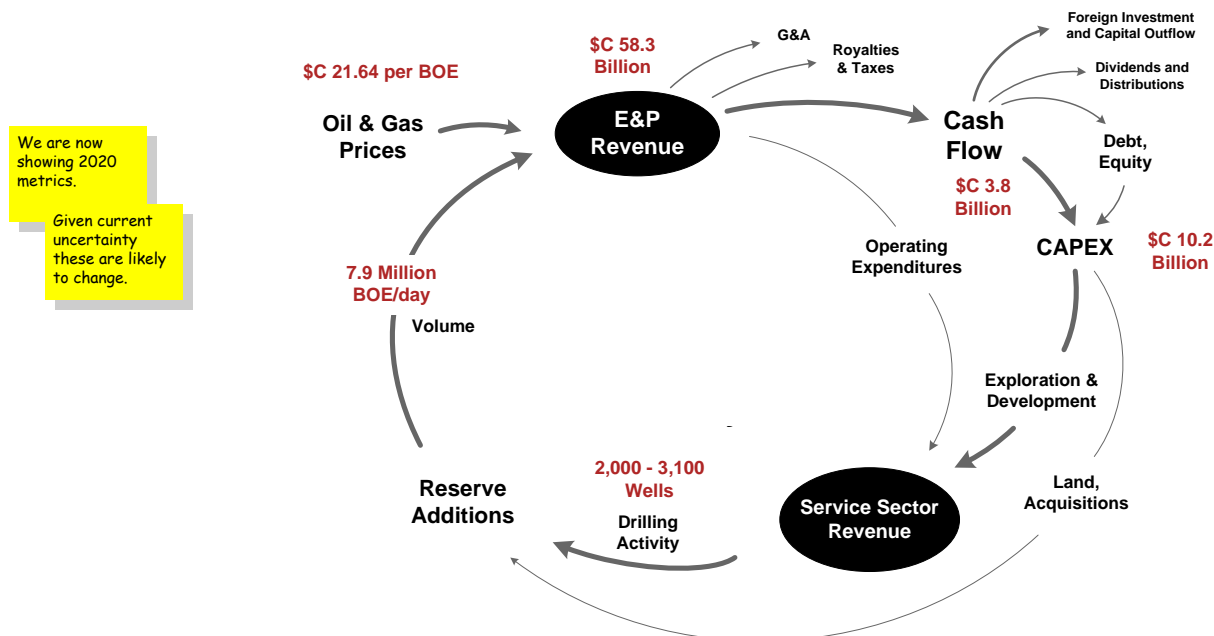 We are now
showing 2020
metrics.
Given current
uncertainty
these are likely
to change.
$C 21.64 per BOE
Oil & Gas
Prices
$C 58.3
Billion
E&P
Revenue
G&A
Royalties
& Taxes
Foreign Investment
and Capital Outflow
Dividends and
Distributions
Cash
Flow
$C 3.8
Billion
Debt,
Equity
CAPEX
$C 10.2
Billion
Operating
Expenditures
Exploration &
Development
Land,
Acquisitions
Service Sector
Revenue
2,000 - 3,100
Wells
Drilling
Activity
Reserve
Additions
7.9 Million
BOE/day
Volume